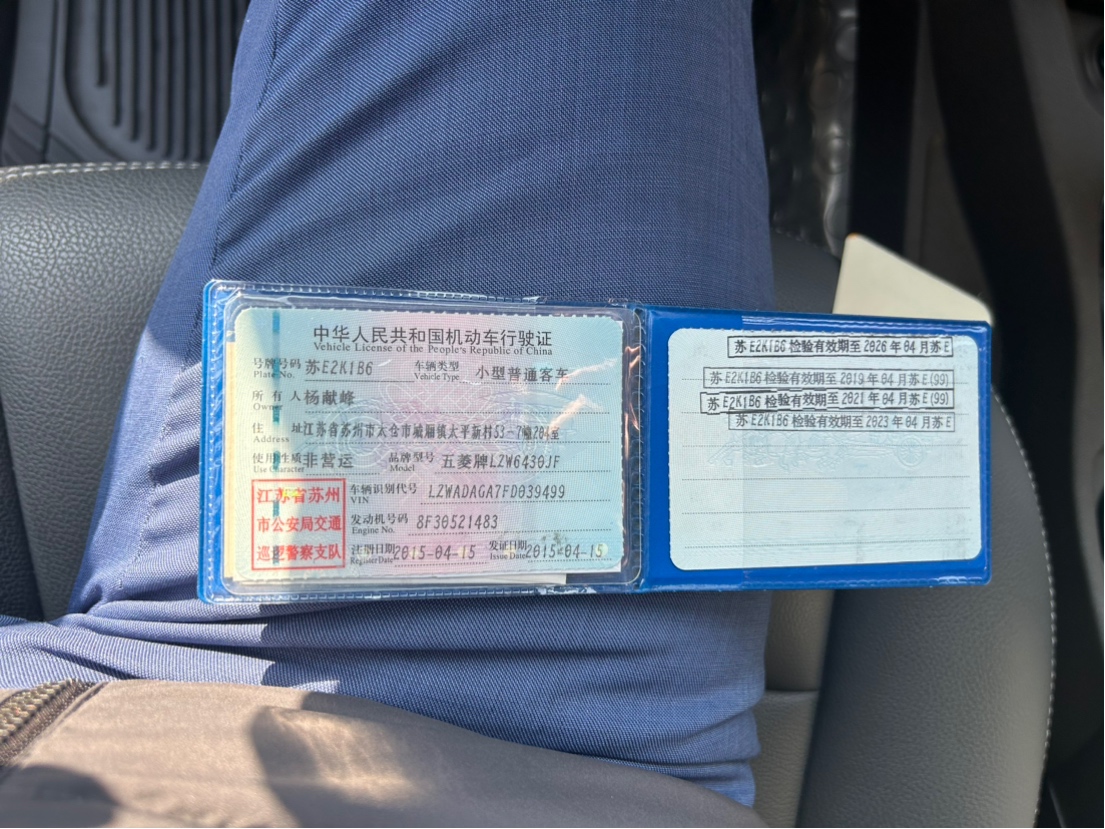 中华人民共和国机动车行驶证
Vehicle License of the People's Republic of China
号牌号码 苏E2K1B6 车辆类型 小型普通客车
Plate No. Vehicle Type
所有人 杨献峰
Owner
住址 江苏省苏州市太仓市城厢镇太平新村53-7幢204室
Address
使用性质 非营运 品牌型号 五菱牌LZW6430JF
Use Character Model
江苏省苏州
市公安局交通
巡逻警察支队
车辆识别代号 LZWADAGA7FD039499
VIN
发动机号码 8F30521483
Engine No.
注册日期 2015-04-15 发证日期 2015-04-15
Register Date Issue Date
苏E2K1B6 检验有效期至 2026年04月苏E
苏E2K1B6 检验有效期至 2019年04月苏E(99)
苏E2K1B6 检验有效期至 2021年04月苏E(99)
苏E2K1B6 检验有效期至 2023年04月苏E